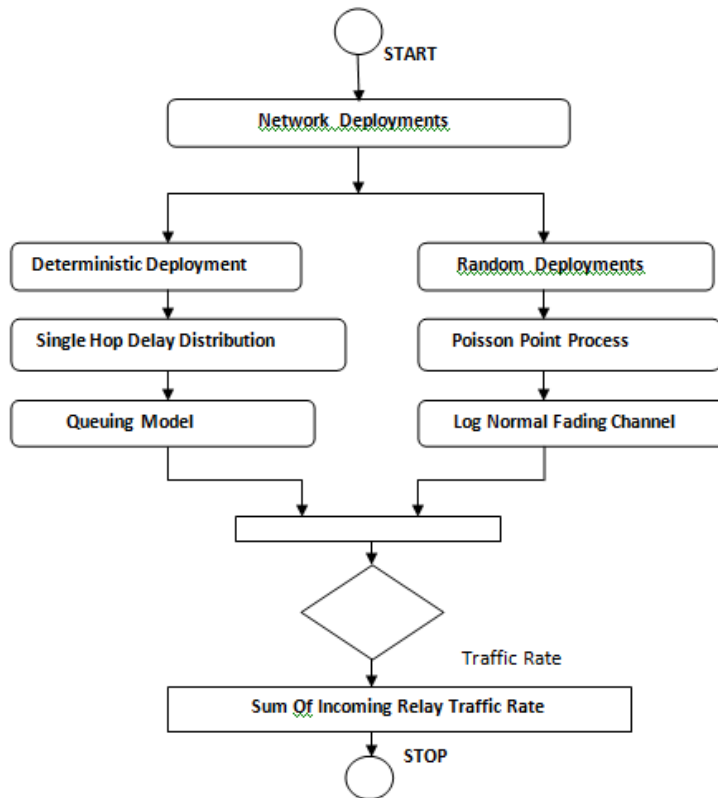 START
Network Deployments
Deterministic Deployment
Random Deployments
Single Hop Delay Distribution
Poisson Point Process
Queuing Model
Log Normal Fading Channel
Traffic Rate
Sum Of Incoming Relay Traffic Rate
STOP